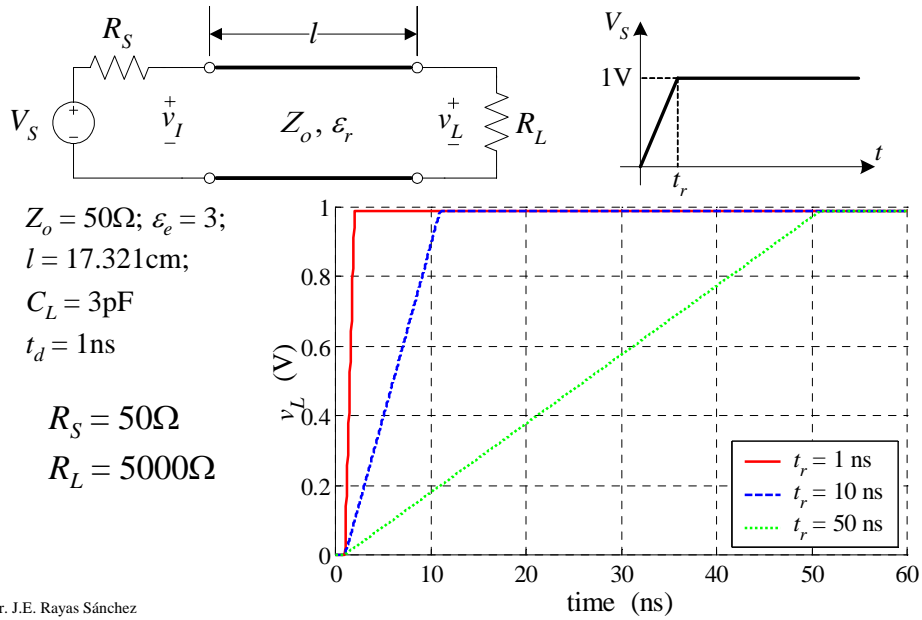 R_S
l
V_S
+
−
+
v_I
−
Z_o, ε_r
+
v_L
−
R_L
V_S
1V
t_r
t
Z_o = 50Ω; ε_e = 3;
l = 17.321cm;
C_L = 3pF
t_d = 1ns
R_S = 50Ω
R_L = 5000Ω
v_L (V)
1
0.8
0.6
0.4
0.2
0
0 10 20 30 40 50 60
time (ns)
t_r = 1 ns
t_r = 10 ns
t_r = 50 ns
r. J.E. Rayas Sánchez